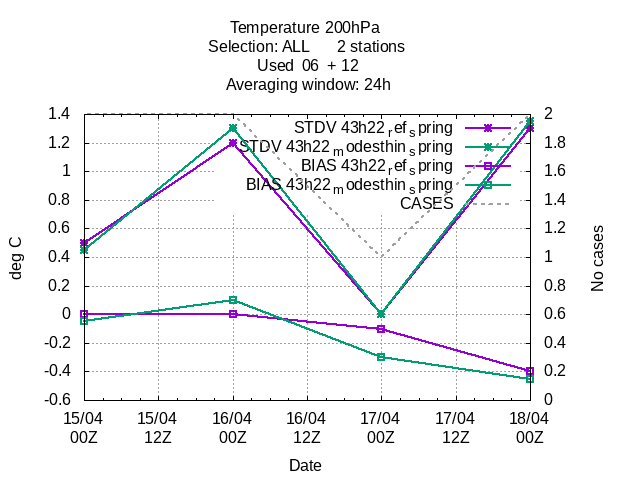 Temperature 200hPa
Selection: ALL      2 stations
Used  06  + 12
Averaging window: 24h
STDV 43h22_ref_spring
STDV 43h22_modesthin_spring
BIAS 43h22_ref_spring
BIAS 43h22_modesthin_spring
CASES
1.4
1.2
1
0.8
0.6
0.4
0.2
0
-0.2
-0.4
-0.6
deg C
2
1.8
1.6
1.4
1.2
1
0.8
0.6
0.4
0.2
0
No cases
15/04 15/04 16/04 16/04 17/04 17/04 18/04
00Z 12Z 00Z 12Z 00Z 12Z 00Z
Date